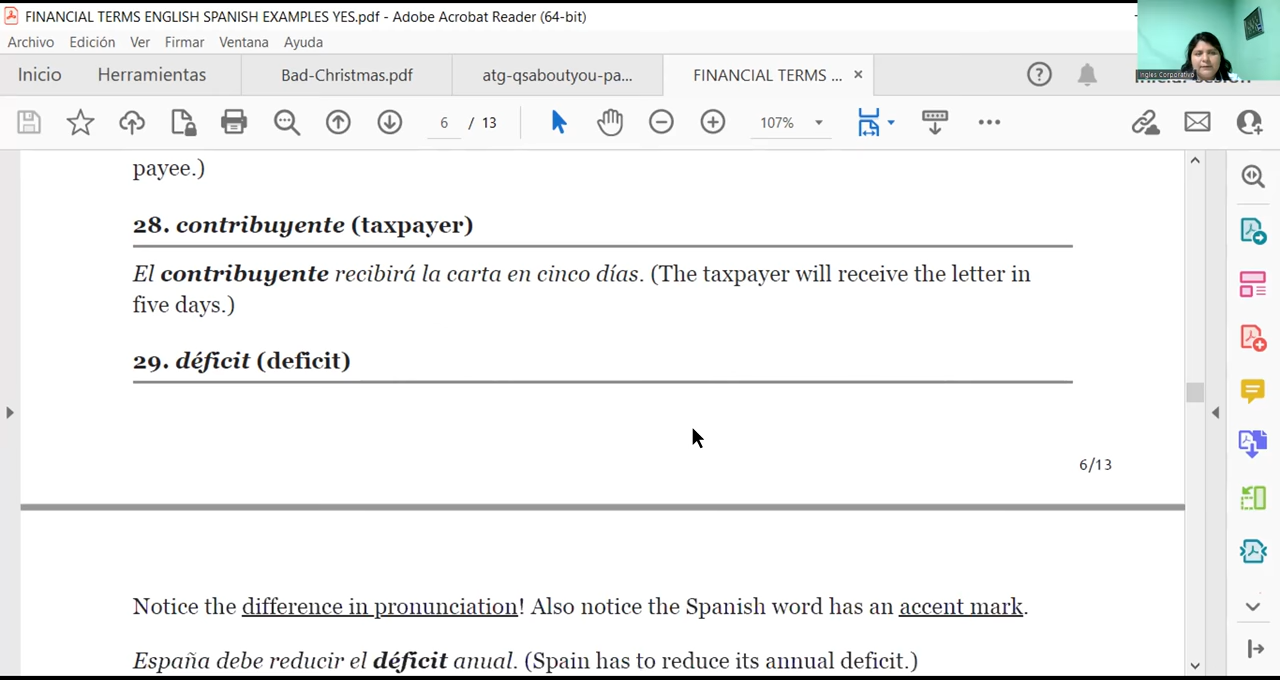 FINANCIAL TERMS ENGLISH SPANISH EXAMPLES YES.pdf - Adobe Acrobat Reader (64-bit)
Archivo Edición Ver Firmar Ventana Ayuda
Inicio Herramientas Bad-Christmas.pdf atg-qsaboutyou-pa... FINANCIAL TERMS ... ×
Ingles Corporativo
6 / 13 107%
payee.)
28. contribuyente (taxpayer)
El contribuyente recibirá la carta en cinco días. (The taxpayer will receive the letter in
five days.)
29. déficit (deficit)
6/13
Notice the difference in pronunciation! Also notice the Spanish word has an accent mark.
España debe reducir el déficit anual. (Spain has to reduce its annual deficit.)